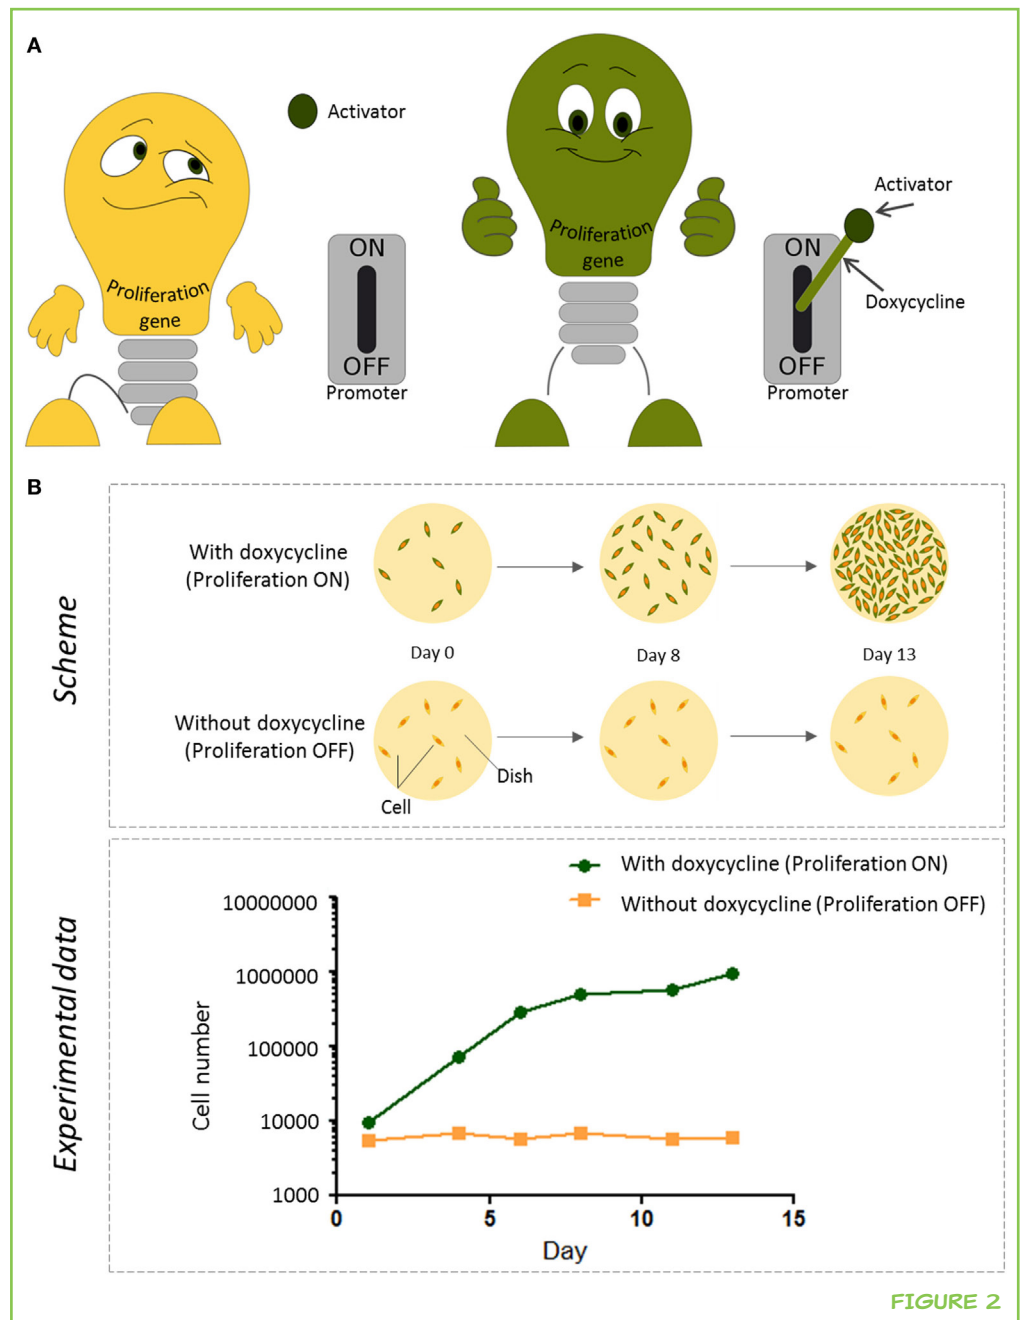 A
Activator
Proliferation
gene
ON
OFF
Promoter
Proliferation
gene
Activator
ON
Doxycycline
OFF
Promoter
B
Scheme
With doxycycline
(Proliferation ON)
Day 0
Day 8
Day 13
Without doxycycline
(Proliferation OFF)
Dish
Cell
Experimental data
With doxycycline (Proliferation ON)
Without doxycycline (Proliferation OFF)
Cell number
10000000
1000000
100000
10000
1000
0
5
10
15
Day
FIGURE 2